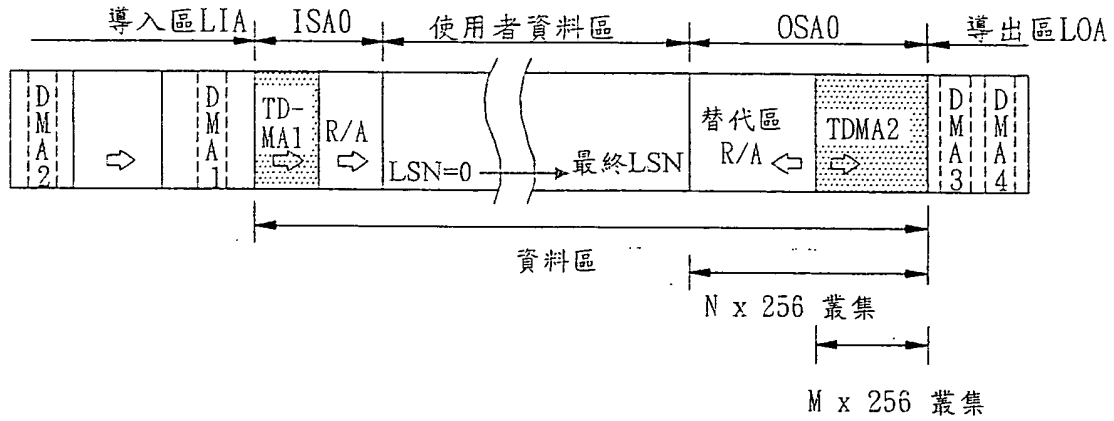 導入區LIA ISA0 使用者資料區 OSA0 導出區LOA
DMA2 DMA1 TD-MA1 R/A 替代區 R/A TDMA2 DMA3 DMA4
LSN=0 最終LSN
資料區
N x 256 叢集
M x 256 叢集